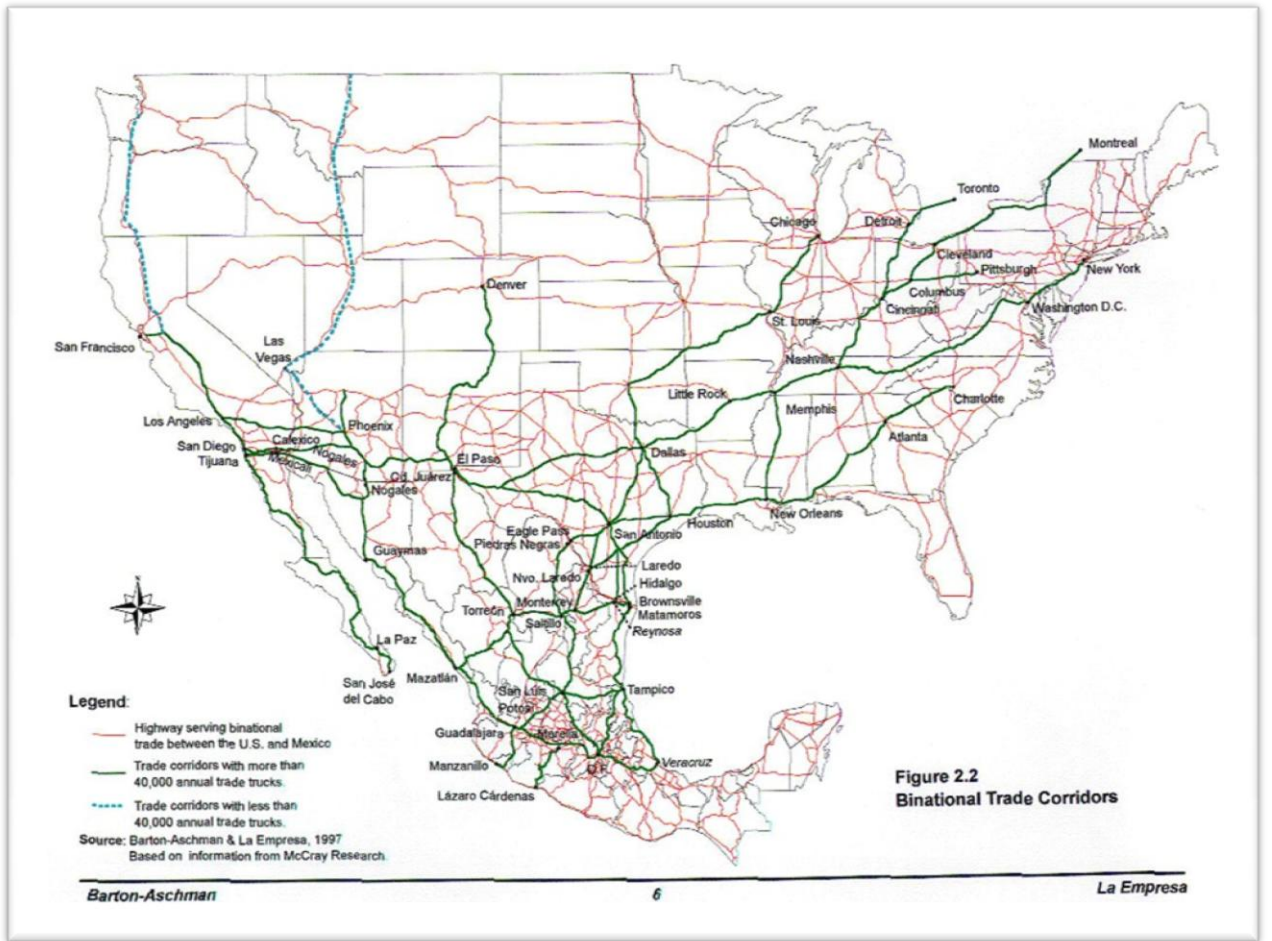 Montreal
Toronto
Chicago
Detroit
Cleveland
Pittsburgh
New York
Denver
Columbus
Cincinati
Washington D.C.
St. Louis
San Francisco
Las
Vegas
Nashville
Little Rock
Memphis
Charlotte
Los Angeles
Phoenix
Atlanta
San Diego
Calexico
Nogales
Tijuana
Mexicali
Dallas
El Paso
Cd. Juárez
Nogales
New Orleans
Houston
Eagle Pass
San Antonio
Piedras Negras
Guaymas
Laredo
Nvo. Laredo
Hidalgo
Monterrey
Brownsville
Torreón
Matamoros
Saltillo
Reynosa
La Paz
Mazatlán
San José
del Cabo
San Luis
Potosí
Tampico
Guadalajara
Morelia
Manzanillo
D.F.
Veracruz
Lázaro Cárdenas
Legend:
Highway serving binational
trade between the U.S. and Mexico
Trade corridors with more than
40,000 annual trade trucks.
Trade corridors with less than
40,000 annual trade trucks.
Source: Barton-Aschman & La Empresa, 1997
Based on information from McCray Research.
Figure 2.2
Binational Trade Corridors
Barton-Aschman
6
La Empresa